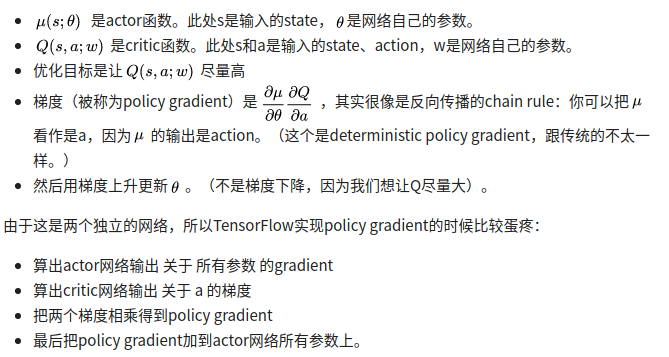 μ(s;θ) 是actor函数。此处s是输入的state， θ是网络自己的参数。
Q(s,a;w) 是critic函数。此处s和a是输入的state、action，w是网络自己的参数。
优化目标是让 Q(s,a;w) 尽量高
梯度（被称为policy gradient）是 ∂μ/∂θ ∂Q/∂a ，其实很像是反向传播的chain rule：你可以把 μ
看作是a，因为 μ 的输出是action。（这个是deterministic policy gradient，跟传统的不太一
样。）
然后用梯度上升更新 θ 。（不是梯度下降，因为我们想让Q尽量大）。
由于这是两个独立的网络，所以TensorFlow实现policy gradient的时候比较蛋疼：
算出actor网络输出 关于 所有参数 的gradient
算出critic网络输出 关于 a 的梯度
把两个梯度相乘得到policy gradient
最后把policy gradient加到actor网络所有参数上。